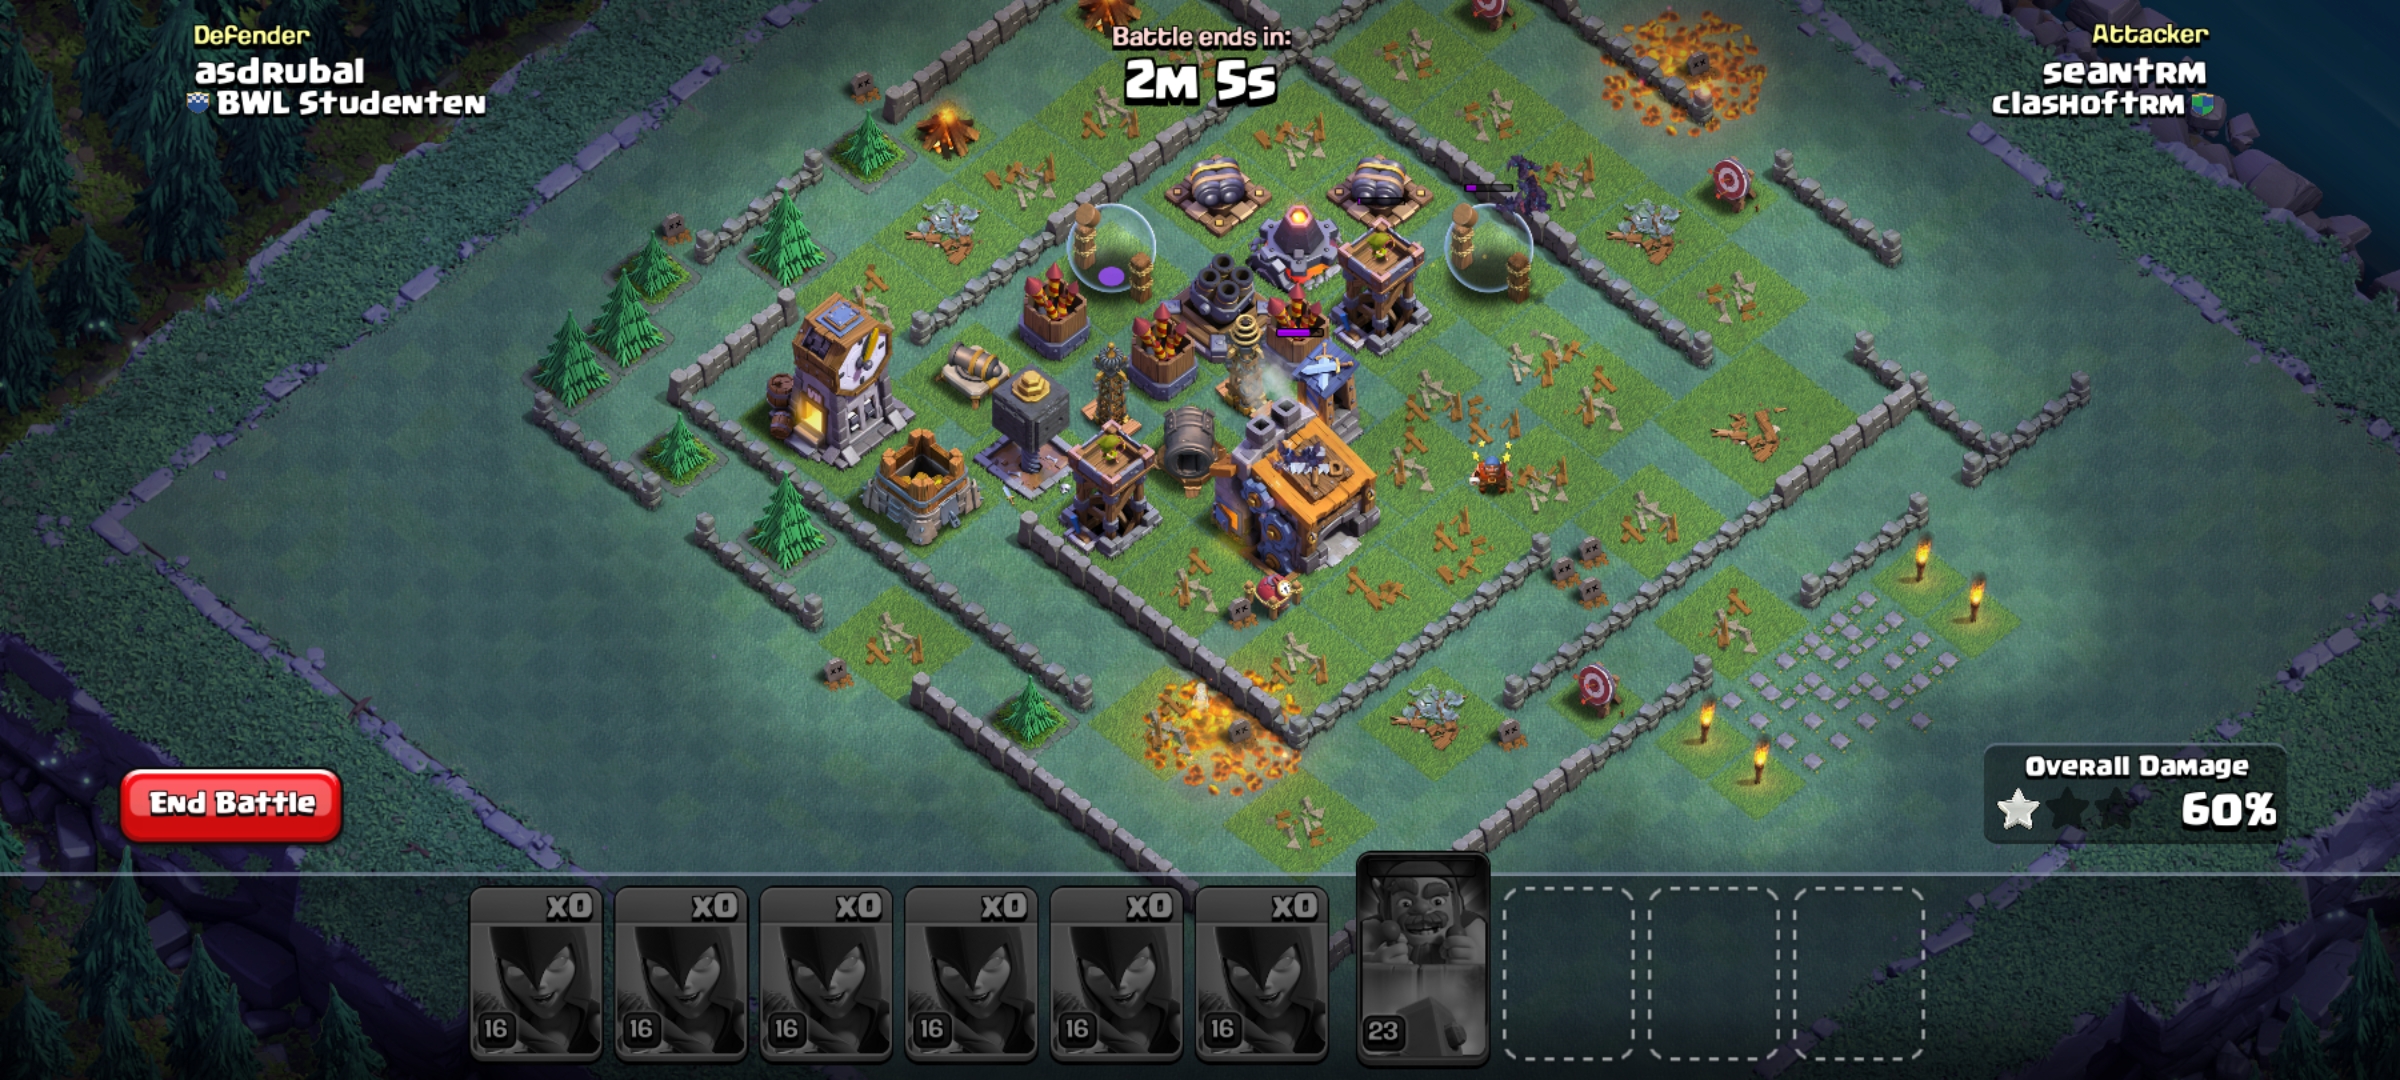 Defender
asdrubal
BWL Studenten
Battle ends in:
2M 5s
Attacker
seantRM
clashoftRM
End Battle
Overall Damage
60%
x0
x0
x0
x0
x0
x0
16
16
16
16
16
16
23